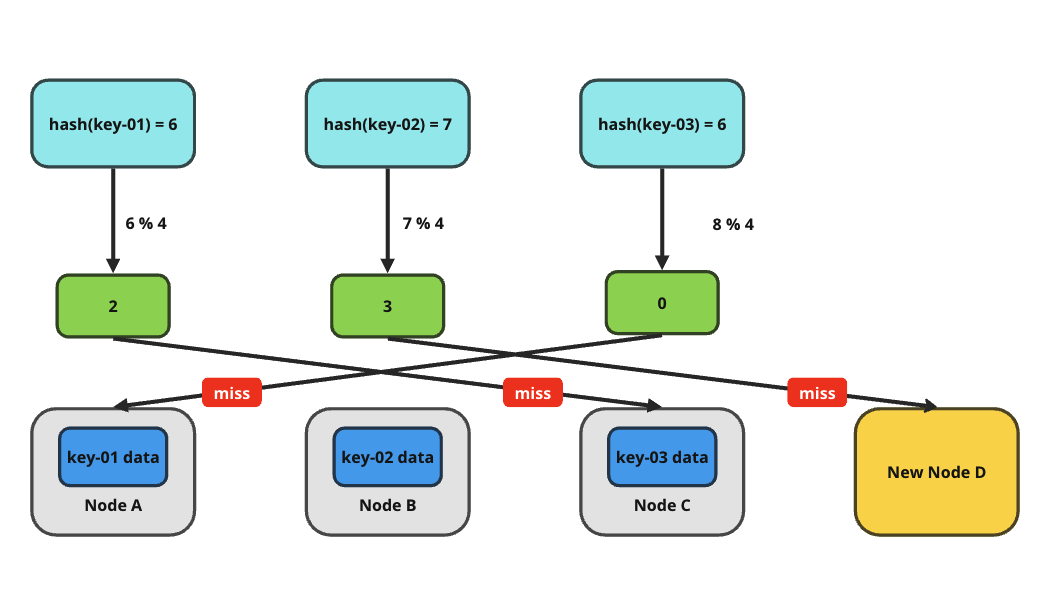 hash(key-01) = 6
hash(key-02) = 7
hash(key-03) = 6
6 % 4
7 % 4
8 % 4
2
3
0
miss
miss
miss
key-01 data
Node A
key-02 data
Node B
key-03 data
Node C
New Node D